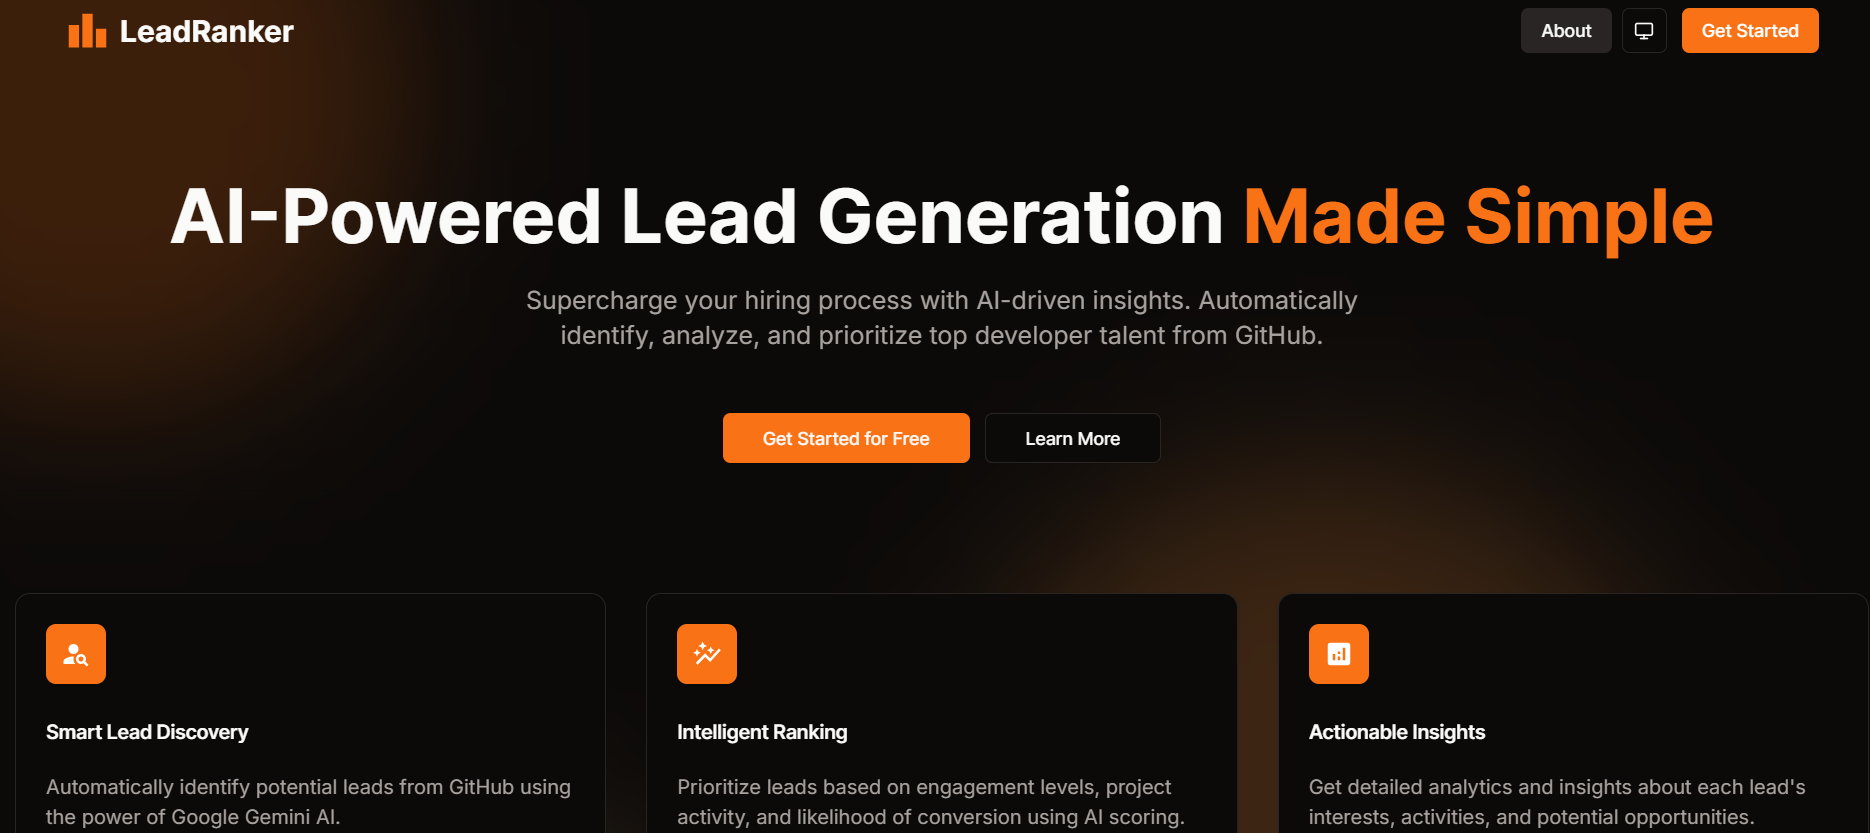 LeadRanker
About
Get Started
AI-Powered Lead Generation Made Simple
Supercharge your hiring process with AI-driven insights. Automatically
identify, analyze, and prioritize top developer talent from GitHub.
Get Started for Free
Learn More
Smart Lead Discovery
Automatically identify potential leads from GitHub using
the power of Google Gemini AI.
Intelligent Ranking
Prioritize leads based on engagement levels, project
activity, and likelihood of conversion using AI scoring.
Actionable Insights
Get detailed analytics and insights about each lead's
interests, activities, and potential opportunities.